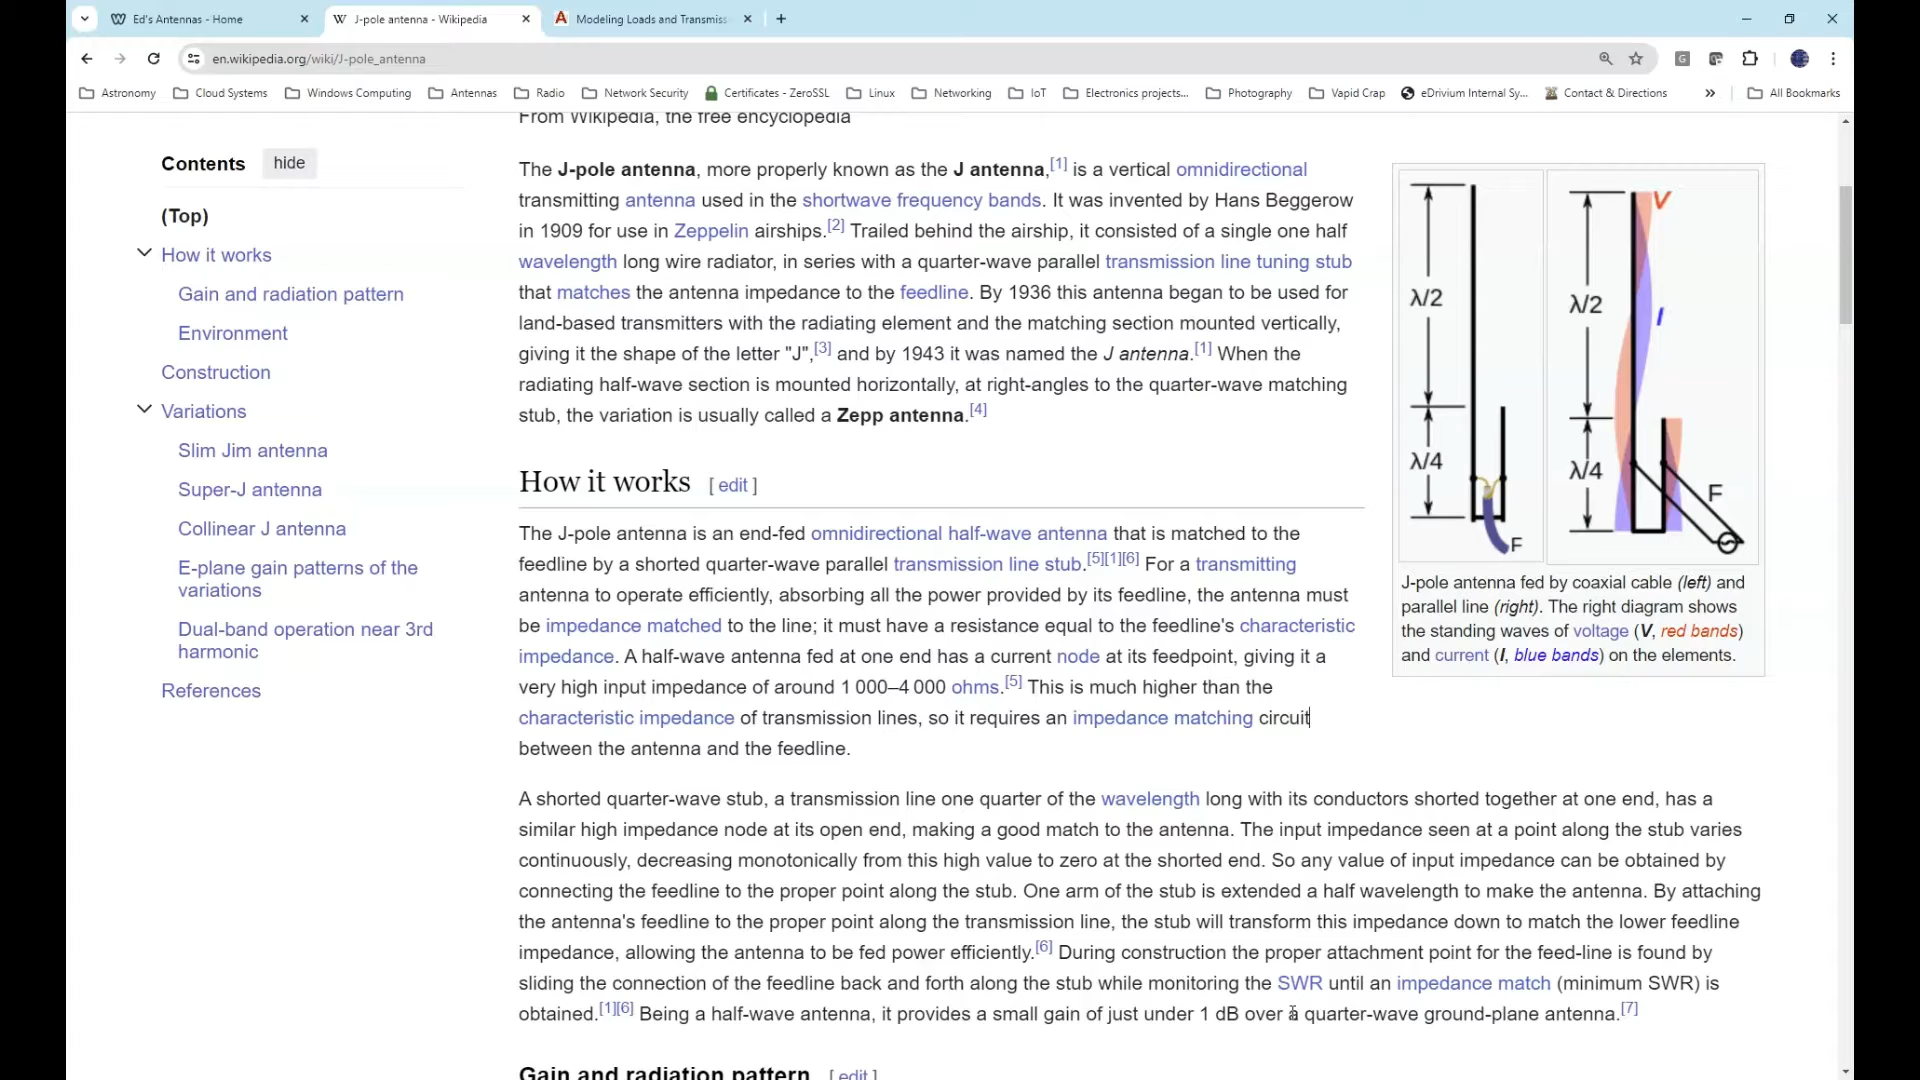 Ed's Antennas - Home
J-pole antenna - Wikipedia
Modeling Loads and Transmiss
en.wikipedia.org/wiki/J-pole_antenna
Astronomy
Cloud Systems
Windows Computing
Antennas
Radio
Network Security
Certificates - ZeroSSL
Linux
Networking
IoT
Electronics projects...
Photography
Vapid Crap
eDrivium Internal Sy...
Contact & Directions
»
All Bookmarks
Contents
hide
(Top)
How it works
Gain and radiation pattern
Environment
Construction
Variations
Slim Jim antenna
Super-J antenna
Collinear J antenna
E-plane gain patterns of the
variations
Dual-band operation near 3rd
harmonic
References
From Wikipedia, the free encyclopedia
The J-pole antenna, more properly known as the J antenna,[1] is a vertical omnidirectional
transmitting antenna used in the shortwave frequency bands. It was invented by Hans Beggerow
in 1909 for use in Zeppelin airships.[2] Trailed behind the airship, it consisted of a single one half
wavelength long wire radiator, in series with a quarter-wave parallel transmission line tuning stub
that matches the antenna impedance to the feedline. By 1936 this antenna began to be used for
land-based transmitters with the radiating element and the matching section mounted vertically,
giving it the shape of the letter "J",[3] and by 1943 it was named the J antenna.[1] When the
radiating half-wave section is mounted horizontally, at right-angles to the quarter-wave matching
stub, the variation is usually called a Zepp antenna.[4]
λ/2
λ/4
F
V
λ/2
I
λ/4
F
J-pole antenna fed by coaxial cable (left) and
parallel line (right). The right diagram shows
the standing waves of voltage (V, red bands)
and current (I, blue bands) on the elements.
How it works [ edit ]
The J-pole antenna is an end-fed omnidirectional half-wave antenna that is matched to the
feedline by a shorted quarter-wave parallel transmission line stub.[5][1][6] For a transmitting
antenna to operate efficiently, absorbing all the power provided by its feedline, the antenna must
be impedance matched to the line; it must have a resistance equal to the feedline's characteristic
impedance. A half-wave antenna fed at one end has a current node at its feedpoint, giving it a
very high input impedance of around 1 000–4 000 ohms.[5] This is much higher than the
characteristic impedance of transmission lines, so it requires an impedance matching circuit
between the antenna and the feedline.
A shorted quarter-wave stub, a transmission line one quarter of the wavelength long with its conductors shorted together at one end, has a
similar high impedance node at its open end, making a good match to the antenna. The input impedance seen at a point along the stub varies
continuously, decreasing monotonically from this high value to zero at the shorted end. So any value of input impedance can be obtained by
connecting the feedline to the proper point along the stub. One arm of the stub is extended a half wavelength to make the antenna. By attaching
the antenna's feedline to the proper point along the transmission line, the stub will transform this impedance down to match the lower feedline
impedance, allowing the antenna to be fed power efficiently.[6] During construction the proper attachment point for the feed-line is found by
sliding the connection of the feedline back and forth along the stub while monitoring the SWR until an impedance match (minimum SWR) is
obtained.[1][6] Being a half-wave antenna, it provides a small gain of just under 1 dB over a quarter-wave ground-plane antenna.[7]
Gain and radiation pattern [ edit ]